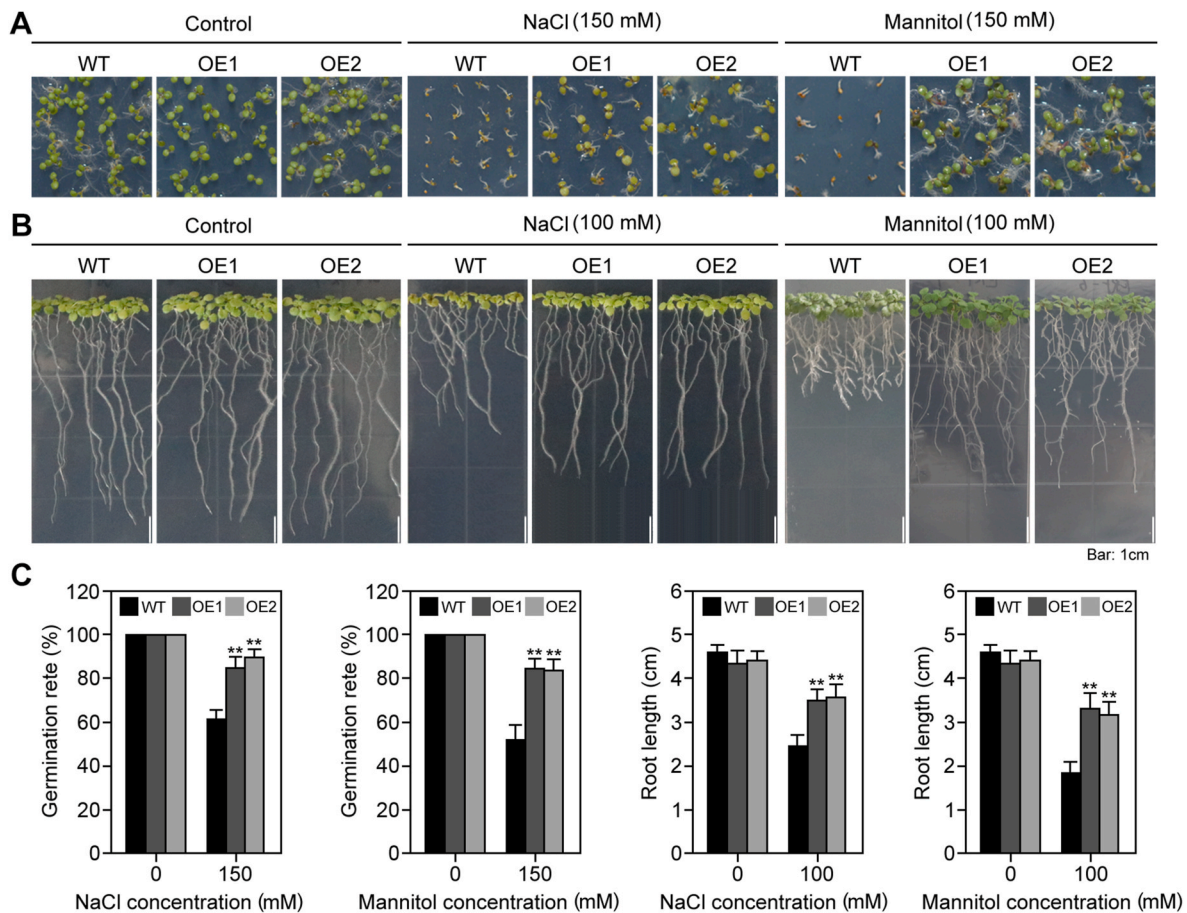 A
Control
NaCl (150 mM)
Mannitol (150 mM)
WT OE1 OE2 WT OE1 OE2 WT OE1 OE2
B
Control
NaCl (100 mM)
Mannitol (100 mM)
WT OE1 OE2 WT OE1 OE2 WT OE1 OE2
Bar: 1cm
C
Germination rete (%)
120
100
80
60
40
20
0
WT OE1 OE2
** **
0 150
NaCl concentration (mM)
Germination rete (%)
120
100
80
60
40
20
0
WT OE1 OE2
** **
0 150
Mannitol concentration (mM)
Root length (cm)
6
5
4
3
2
1
0
WT OE1 OE2
** **
0 100
NaCl concentration (mM)
Root length (cm)
6
5
4
3
2
1
0
WT OE1 OE2
** **
0 100
Mannitol concentration (mM)